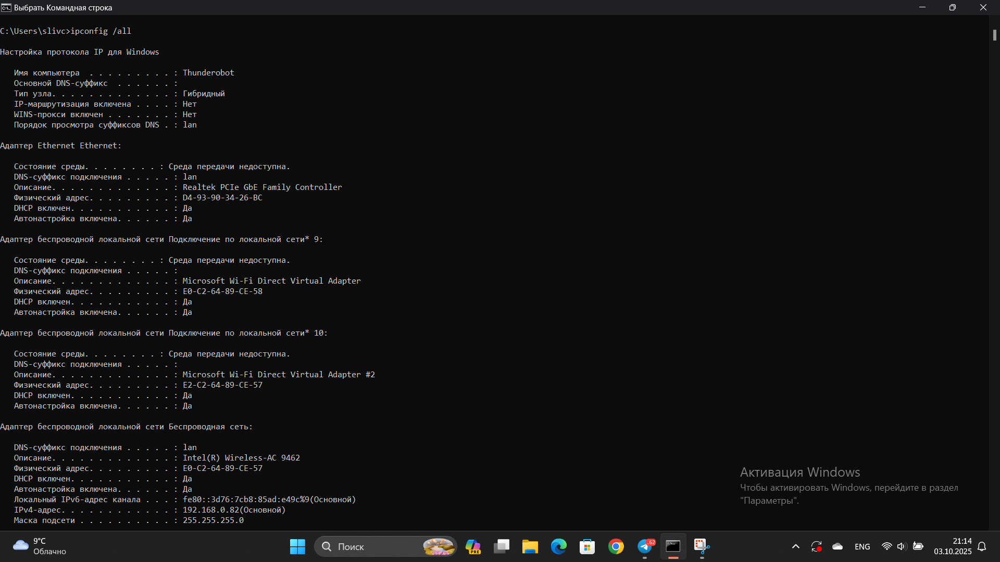 Выбрать Командная строка
C:\Users\slivc>ipconfig /all
Настройка протокола IP для Windows
Имя компьютера  . . . . . . . . . : Thunderobot
Основной DNS-суффикс  . . . . . . :
Тип узла. . . . . . . . . . . . . : Гибридный
IP-маршрутизация включена . . . . : Нет
WINS-прокси включен . . . . . . . : Нет
Порядок просмотра суффиксов DNS . : lan
Адаптер Ethernet Ethernet:
Состояние среды. . . . . . . . : Среда передачи недоступна.
DNS-суффикс подключения . . . . . : lan
Описание. . . . . . . . . . . . . : Realtek PCIe GbE Family Controller
Физический адрес. . . . . . . . . : D4-93-90-34-26-BC
DHCP включен. . . . . . . . . . . : Да
Автонастройка включена. . . . . . : Да
Адаптер беспроводной локальной сети Подключение по локальной сети* 9:
Состояние среды. . . . . . . . : Среда передачи недоступна.
DNS-суффикс подключения . . . . . :
Описание. . . . . . . . . . . . . : Microsoft Wi-Fi Direct Virtual Adapter
Физический адрес. . . . . . . . . : E0-C2-64-89-CE-58
DHCP включен. . . . . . . . . . . : Да
Автонастройка включена. . . . . . : Да
Адаптер беспроводной локальной сети Подключение по локальной сети* 10:
Состояние среды. . . . . . . . : Среда передачи недоступна.
DNS-суффикс подключения . . . . . :
Описание. . . . . . . . . . . . . : Microsoft Wi-Fi Direct Virtual Adapter #2
Физический адрес. . . . . . . . . : E2-C2-64-89-CE-57
DHCP включен. . . . . . . . . . . : Да
Автонастройка включена. . . . . . : Да
Адаптер беспроводной локальной сети Беспроводная сеть:
DNS-суффикс подключения . . . . . : lan
Описание. . . . . . . . . . . . . : Intel(R) Wireless-AC 9462
Физический адрес. . . . . . . . . : E0-C2-64-89-CE-57
DHCP включен. . . . . . . . . . . : Да
Автонастройка включена. . . . . . : Да
Локальный IPv6-адрес канала . . . : fe80::3d76:7cb8:85ad:e49c%9(Основной)
IPv4-адрес. . . . . . . . . . . . : 192.168.0.82(Основной)
Маска подсети . . . . . . . . . . : 255.255.255.0
Активация Windows
Чтобы активировать Windows, перейдите в раздел
"Параметры".
9°C
Облачно
Поиск
PRE
62
ENG
21:14
03.10.2025